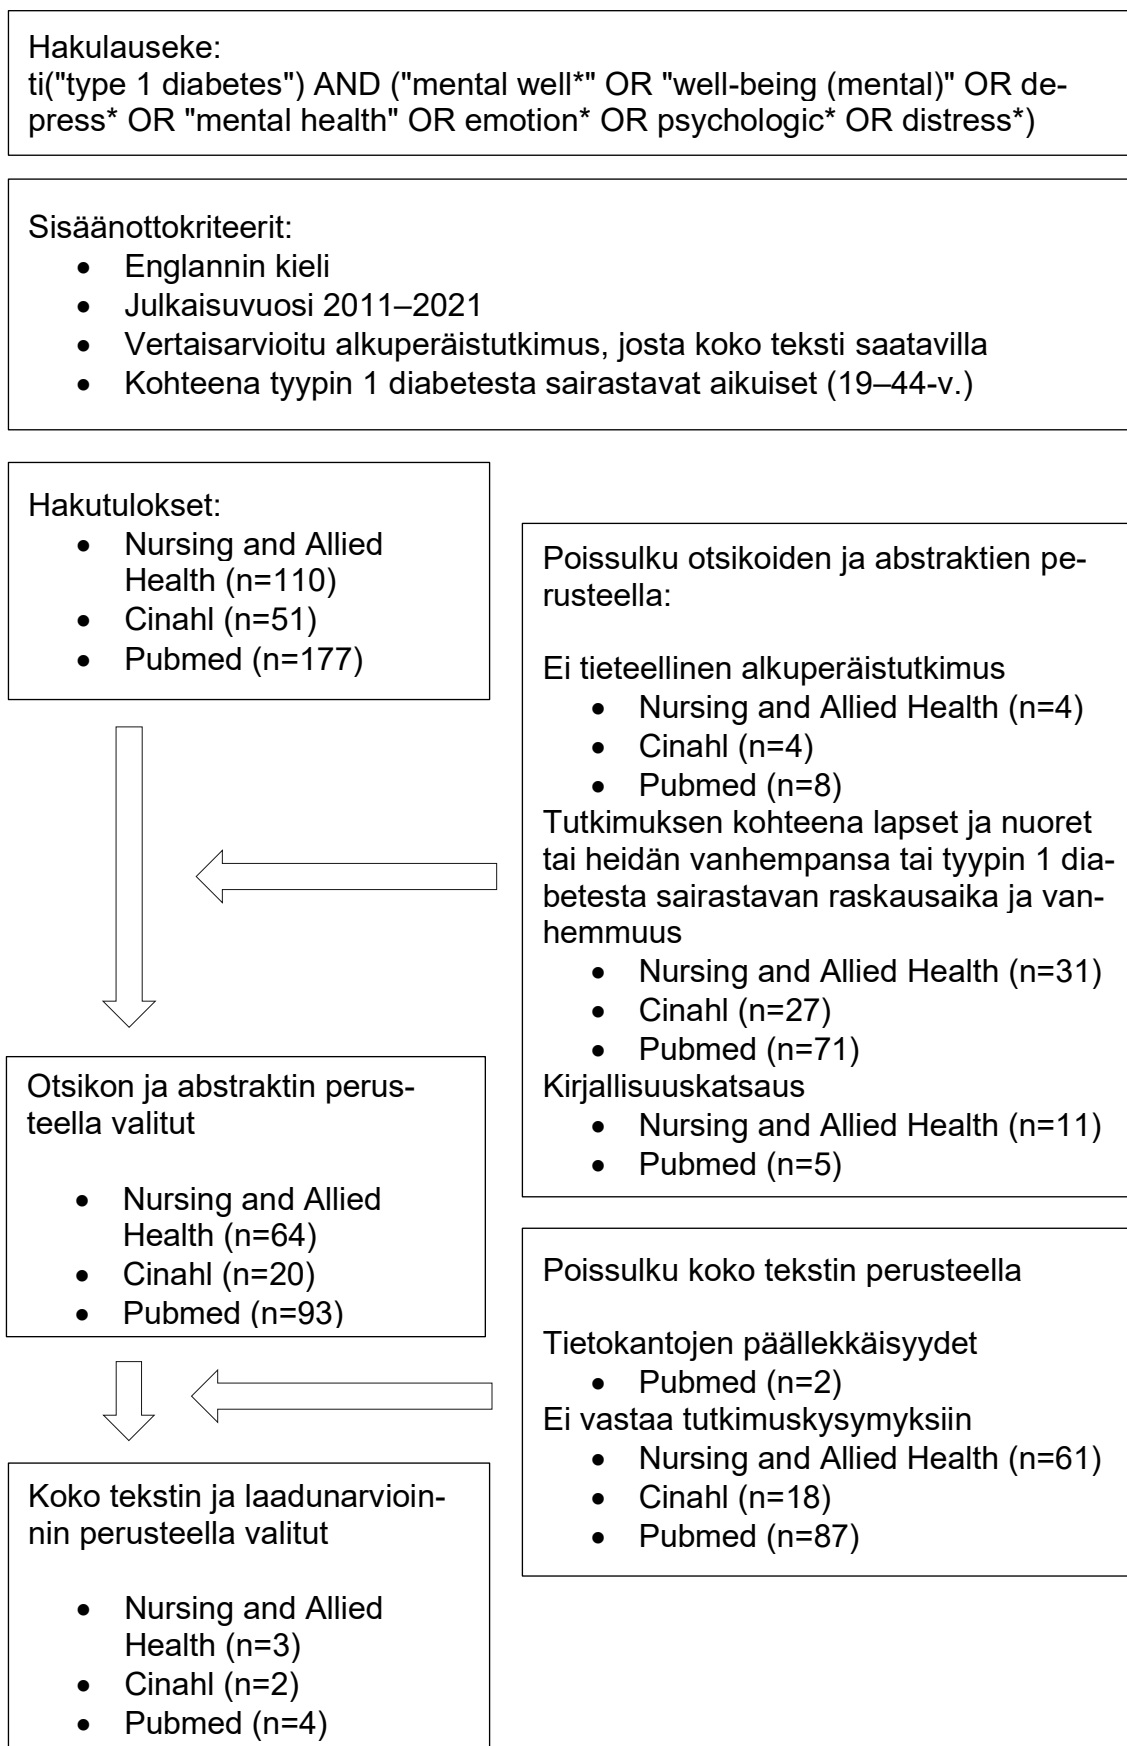 Hakulauseke:
ti("type 1 diabetes") AND ("mental well*" OR "well-being (mental)" OR de-
press* OR "mental health" OR emotion* OR psychologic* OR distress*)
Sisäänottokriteerit:
• Englannin kieli
• Julkaisuvuosi 2011–2021
• Vertaisarvioitu alkuperäistutkimus, josta koko teksti saatavilla
• Kohteena tyypin 1 diabetesta sairastavat aikuiset (19–44-v.)
Hakutulokset:
• Nursing and Allied
Health (n=110)
• Cinahl (n=51)
• Pubmed (n=177)
Poissulku otsikoiden ja abstraktien pe-
rusteella:
Ei tieteellinen alkuperäistutkimus
• Nursing and Allied Health (n=4)
• Cinahl (n=4)
• Pubmed (n=8)
Tutkimuksen kohteena lapset ja nuoret
tai heidän vanhempansa tai tyypin 1 dia-
betesta sairastavan raskausaika ja van-
hemmuus
• Nursing and Allied Health (n=31)
• Cinahl (n=27)
• Pubmed (n=71)
Kirjallisuuskatsaus
• Nursing and Allied Health (n=11)
• Pubmed (n=5)
Otsikon ja abstraktin perus-
teella valitut
• Nursing and Allied
Health (n=64)
• Cinahl (n=20)
• Pubmed (n=93)
Poissulku koko tekstin perusteella
Tietokantojen päällekkäisyydet
• Pubmed (n=2)
Ei vastaa tutkimuskysymyksiin
• Nursing and Allied Health (n=61)
• Cinahl (n=18)
• Pubmed (n=87)
Koko tekstin ja laadunarvioin-
nin perusteella valitut
• Nursing and Allied
Health (n=3)
• Cinahl (n=2)
• Pubmed (n=4)